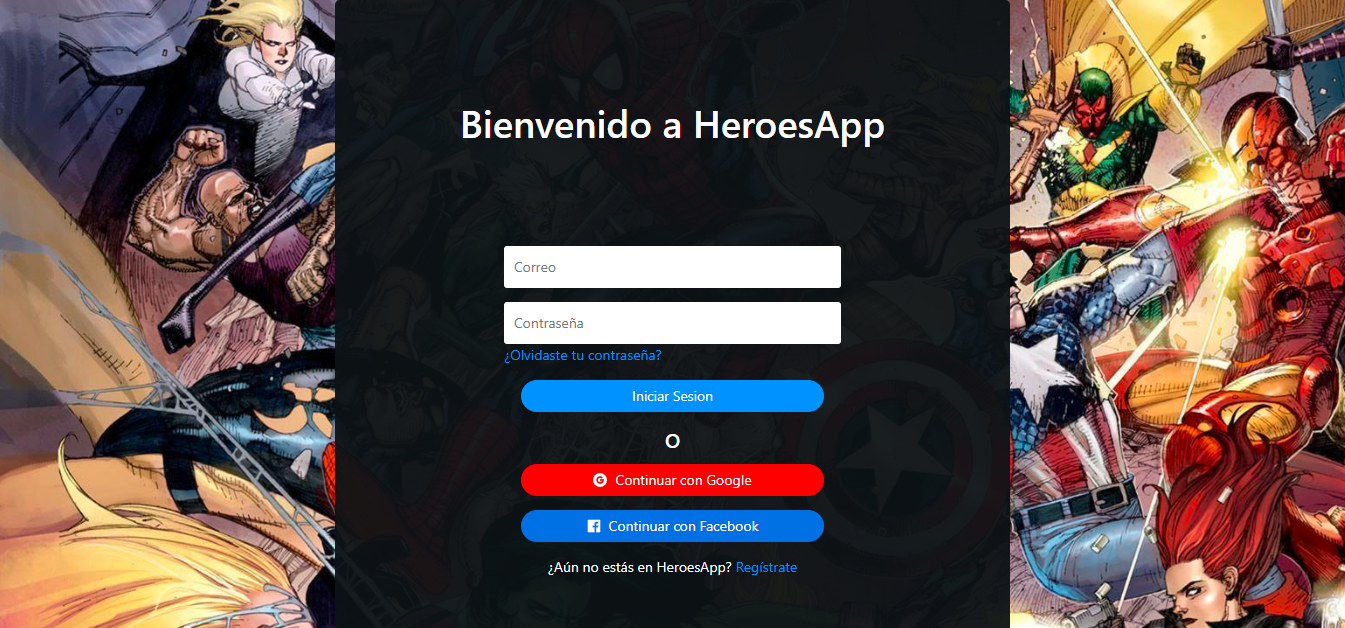 Bienvenido a HeroesApp
Correo
Contraseña
¿Olvidaste tu contraseña?
Iniciar Sesion
O
Continuar con Google
Continuar con Facebook
¿Aún no estás en HeroesApp? Regístrate